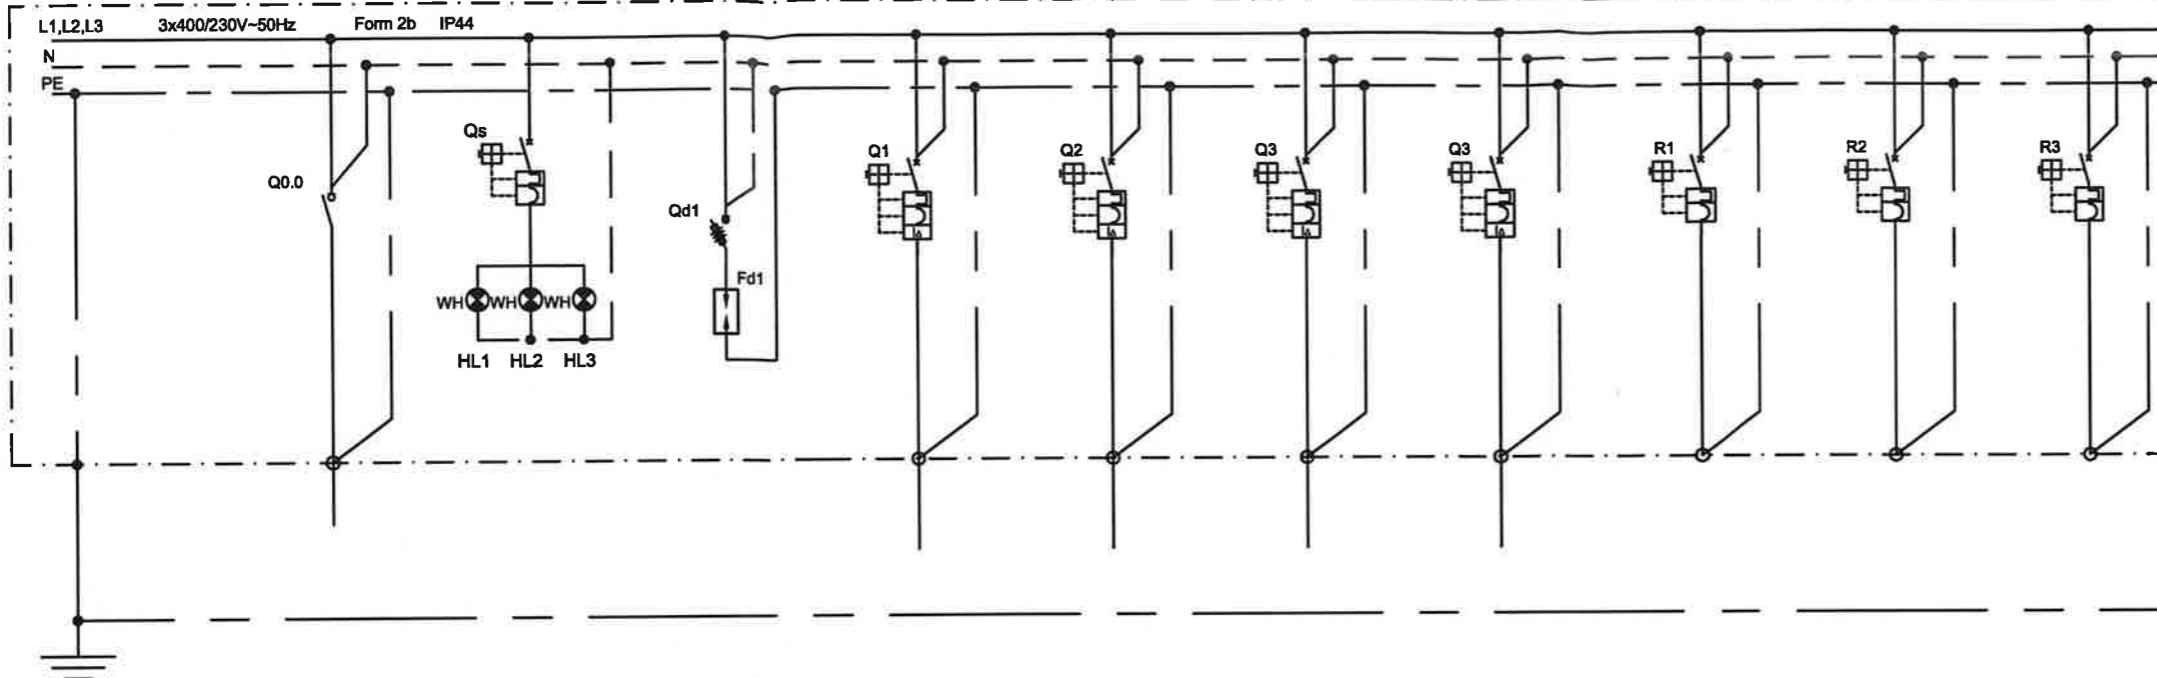 L1,L2,L3 3x400/230V~50Hz Form 2b IP44
N
PE
Qs
Q0.0
Qd1
Fd1
Q1
Q2
Q3
Q3
R1
R2
R3
WH WH WH
HL1 HL2 HL3